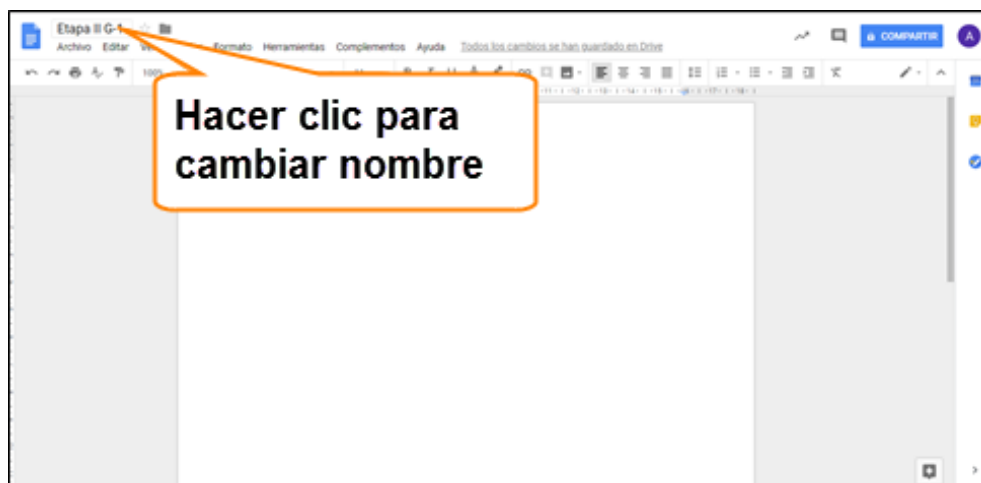 Etapa II G-1
Archivo Editar Formato Herramientas Complementos Ayuda Todos los cambios se han guardado en Drive
COMPARTIR
A
100%
Hacer clic para
cambiar nombre